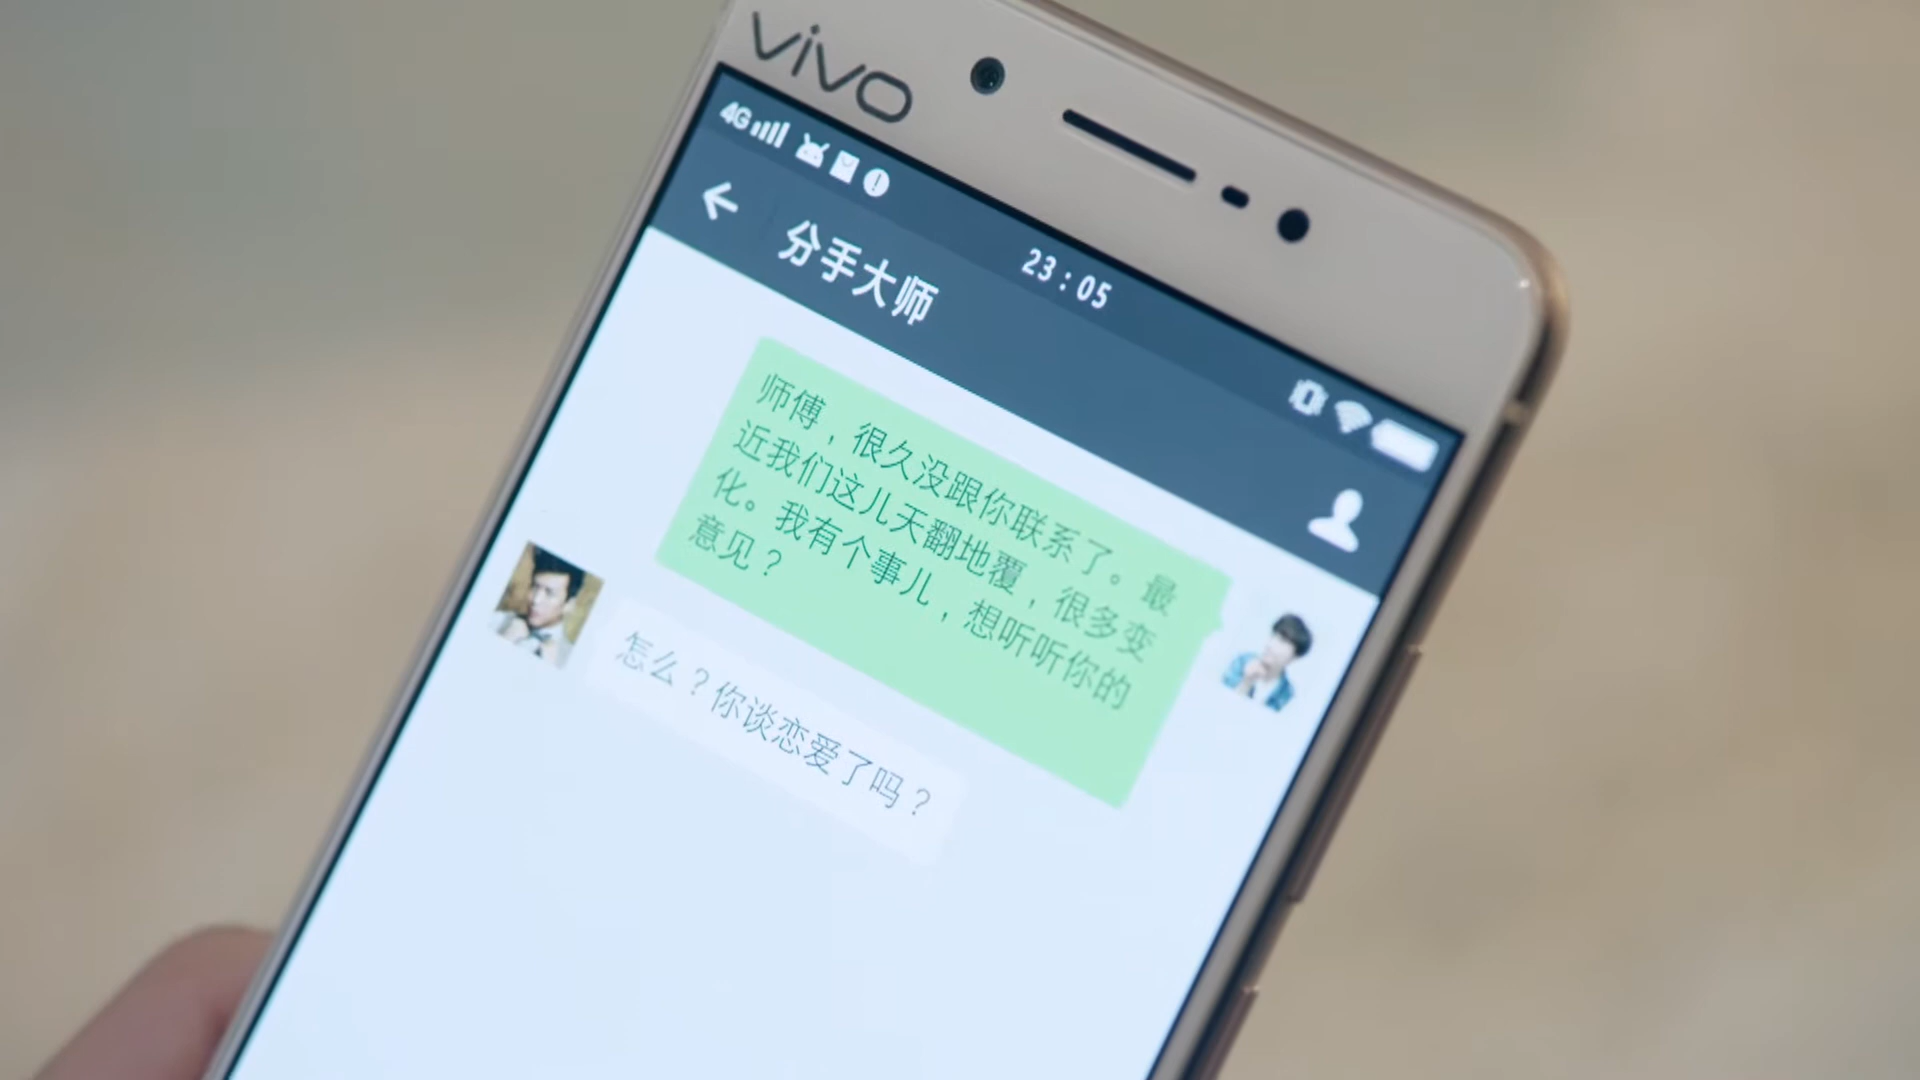 vivo
4G
23:05
分手大师
师傅，很久没跟你联系了。最
近我们这儿天翻地覆，很多变
化。我有个事儿，想听听你的
意见？
怎么？你谈恋爱了吗？